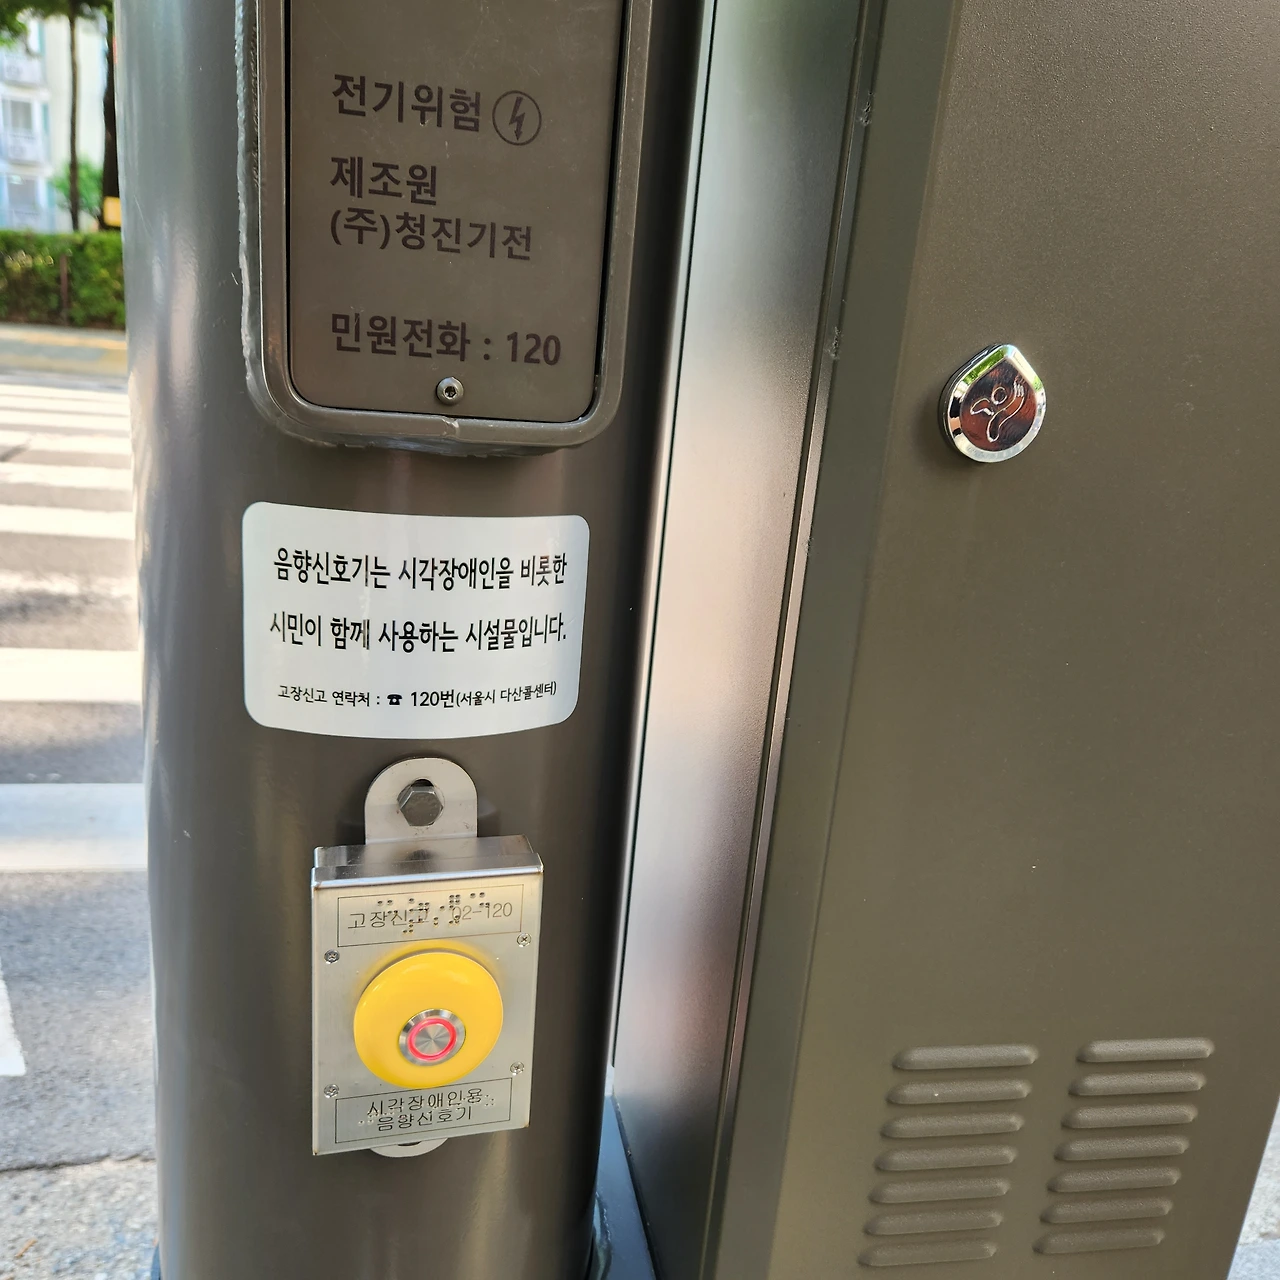 전기위험
제조원
(주)청진기전
민원전화 : 120
음향신호기는 시각장애인을 비롯한
시민이 함께 사용하는 시설물입니다.
고장신고 연락처 : ☎ 120번(서울시 다산콜센터)
고장신고 : 02-120
시각장애인용
음향신호기